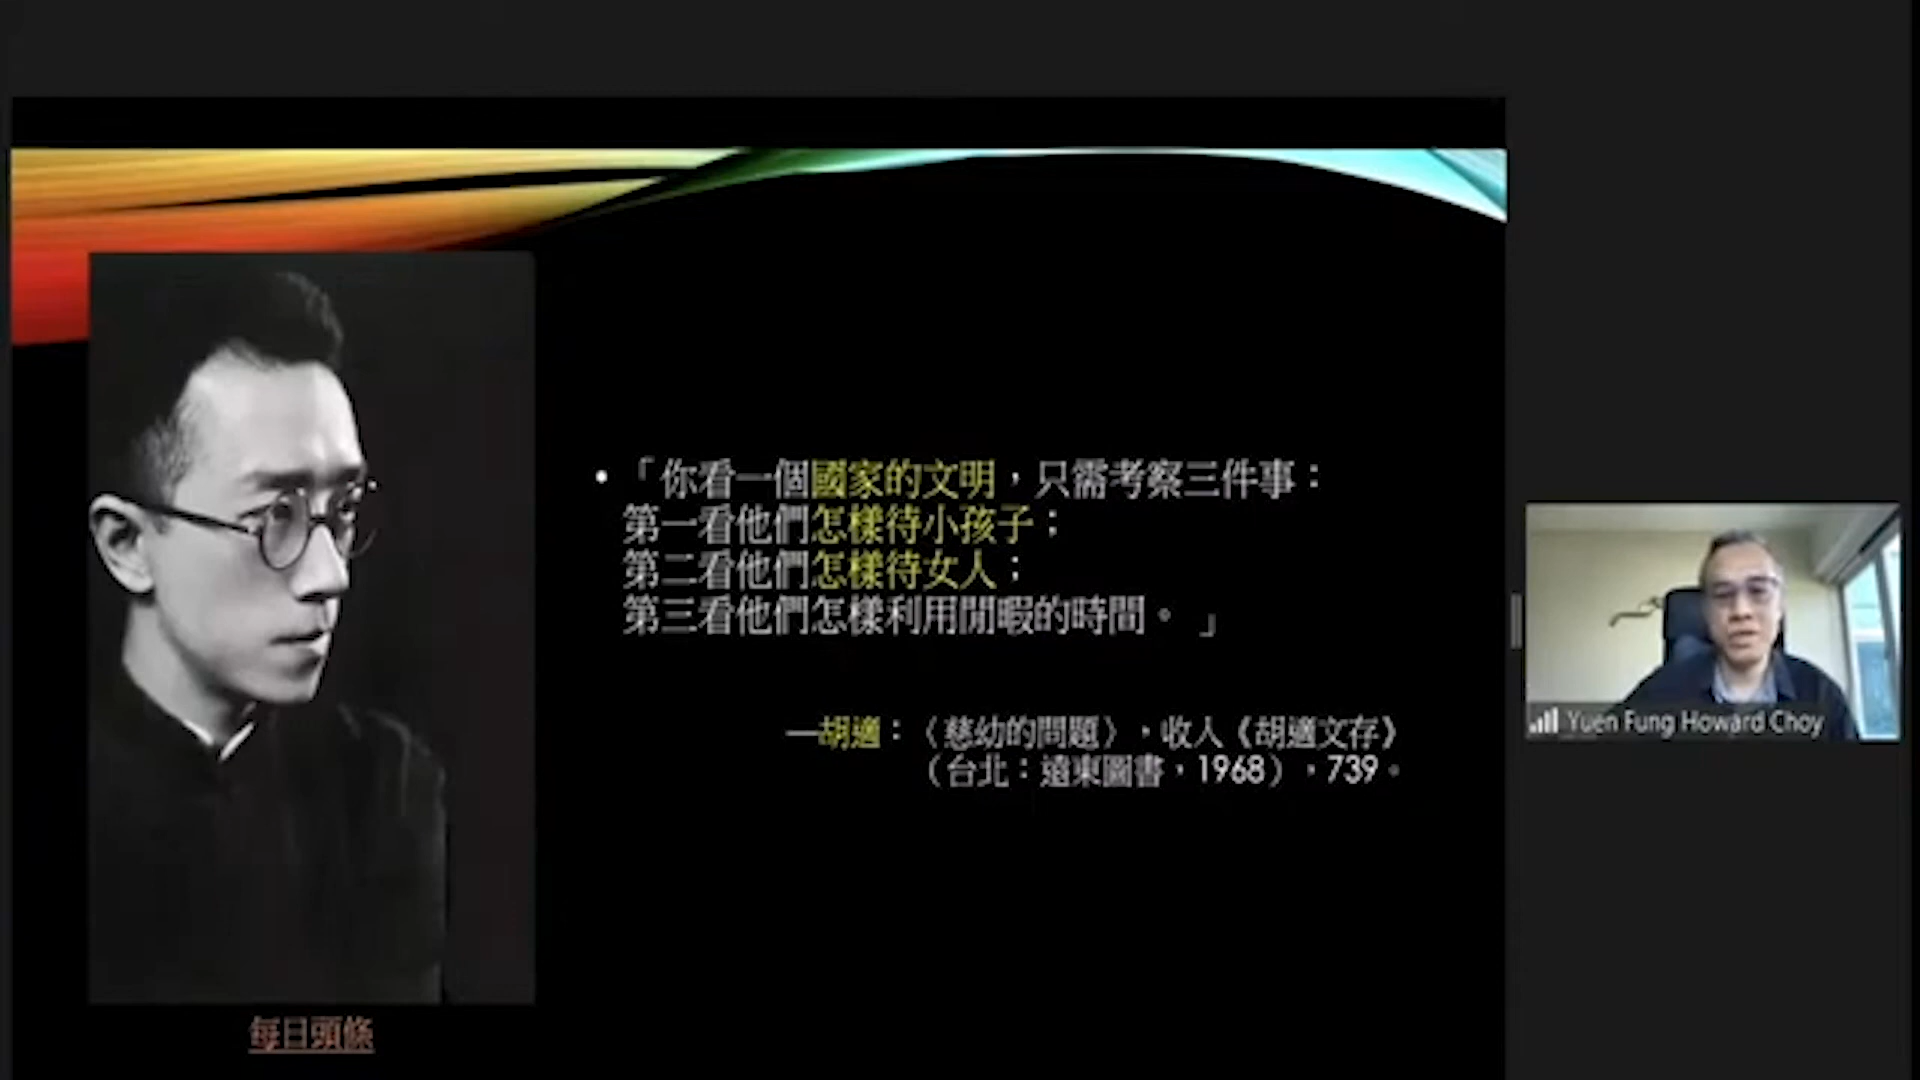 • 「你看一個國家的文明，只需考察三件事：
第一看他們怎樣待小孩子；
第二看他們怎樣待女人；
第三看他們怎樣利用閒暇的時間。」
—胡適：〈慈幼的問題〉，收入《胡適文存》
（台北：遠東圖書，1968），739。
Yuen Fung Howard Choy
每日頭條